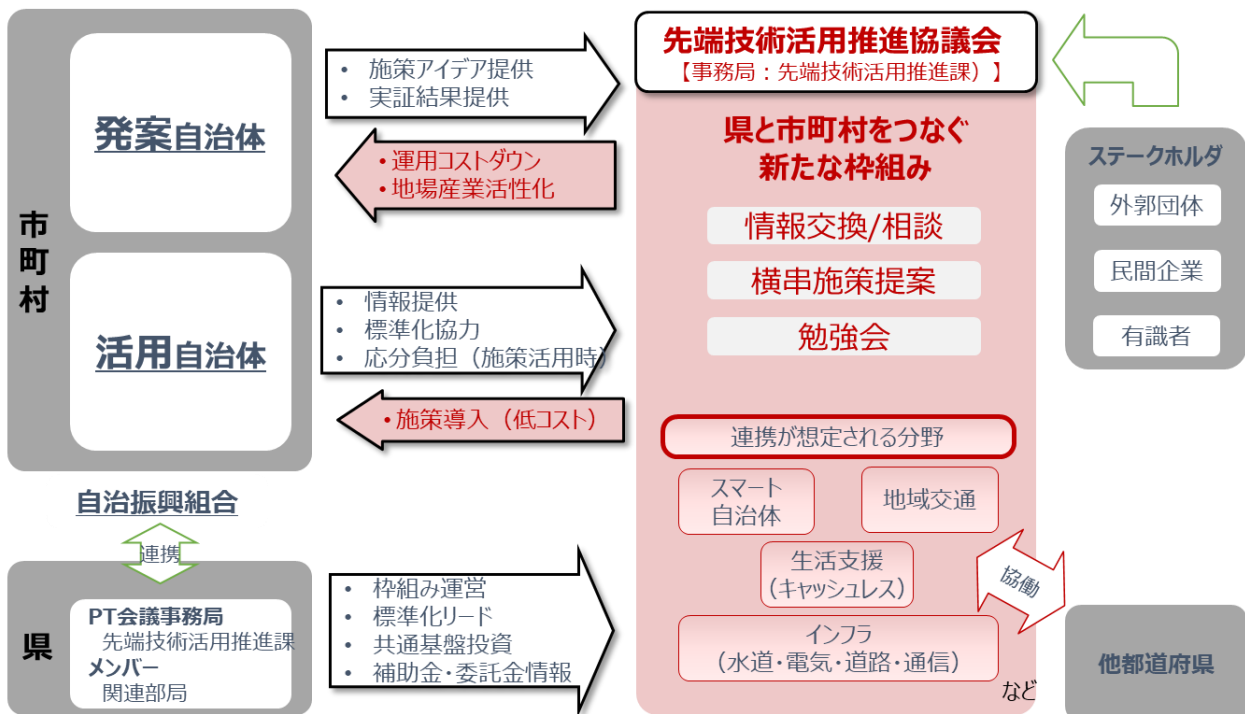 市町村
発案自治体
活用自治体
・ 施策アイデア提供
・ 実証結果提供
・運用コストダウン
・地場産業活性化
・ 情報提供
・ 標準化協力
・ 応分負担（施策活用時）
・施策導入（低コスト）
自治振興組合
連携
県
PT会議事務局
先端技術活用推進課
メンバー
関連部局
・ 枠組み運営
・ 標準化リード
・ 共通基盤投資
・ 補助金・委託金情報
先端技術活用推進協議会
【事務局：先端技術活用推進課）】
県と市町村をつなぐ
新たな枠組み
情報交換/相談
横串施策提案
勉強会
連携が想定される分野
スマート
自治体
地域交通
生活支援
（キャッシュレス）
インフラ
（水道・電気・道路・通信）
など
ステークホルダ
外郭団体
民間企業
有識者
協働
他都道府県